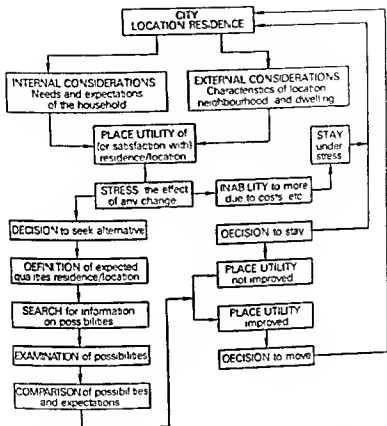 CITY
LOCATION RESIDENCE
INTERNAL CONSIDERATIONS
Needs and expectations
of the household
EXTERNAL CONSIDERATIONS
Characteristics of location
neighbourhood and dwelling
PLACE UTILITY of
(or satisfaction with)
residence/location
STAY
under
stress
STRESS the effect
of any change
INABILITY to more
due to costs etc
DECISION to seek alternative
DECISION to stay
DEFINITION of expected
qualities residence/location
PLACE UTILITY
not improved
SEARCH for information
on possibilities
PLACE UTILITY
improved
EXAMINATION of possibilities
DECISION to move
COMPARISON of possibilities
and expectations